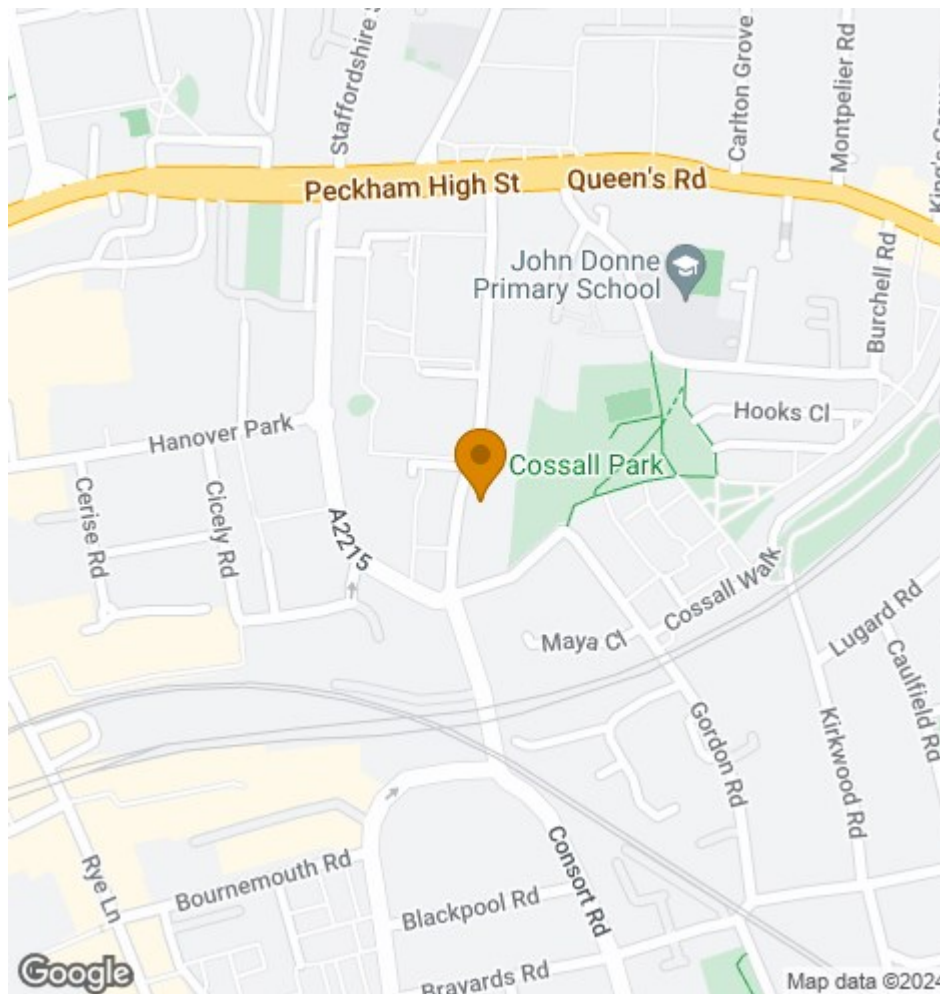 Staffordshire S
Carlton Grove
Montpelier Rd
King's Grov
Peckham High St
Queen's Rd
John Donne
Primary School
Burchell Rd
Hooks Cl
Hanover Park
Cossall Park
Cerise Rd
Cicely Rd
A2215
Cossall Walk
Maya Cl
Lugard Rd
Caulfield Rd
Gordon Rd
Kirkwood Rd
Rye Ln
Bournemouth Rd
Consort Rd
Blackpool Rd
Brayards Rd
Google
Map data ©2024